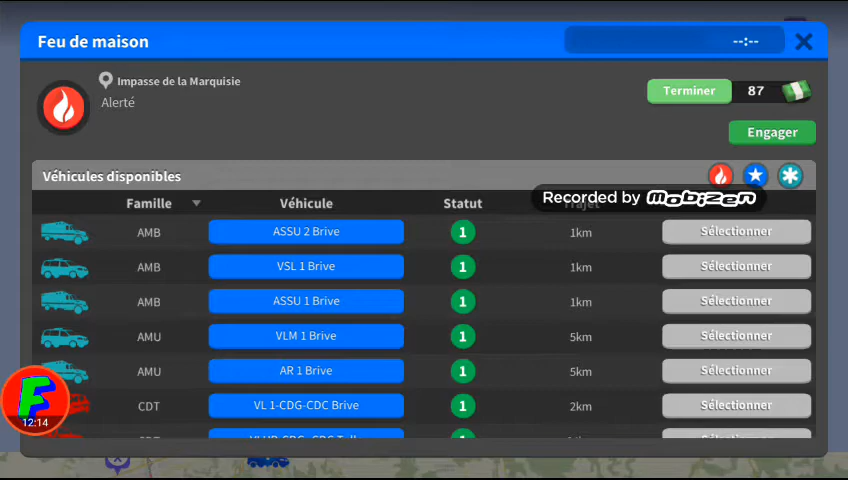 Feu de maison
--:--
Impasse de la Marquisie
Alerté
Terminer 87
Engager
Véhicules disponibles
Recorded by mobizen
Famille Véhicule Statut Trajet
AMB ASSU 2 Brive 1 1km Sélectionner
AMB VSL 1 Brive 1 1km Sélectionner
AMB ASSU 1 Brive 1 1km Sélectionner
AMU VLM 1 Brive 1 5km Sélectionner
AMU AR 1 Brive 1 5km Sélectionner
CDT VL 1-CDG-CDC Brive 1 2km Sélectionner
F
12:14